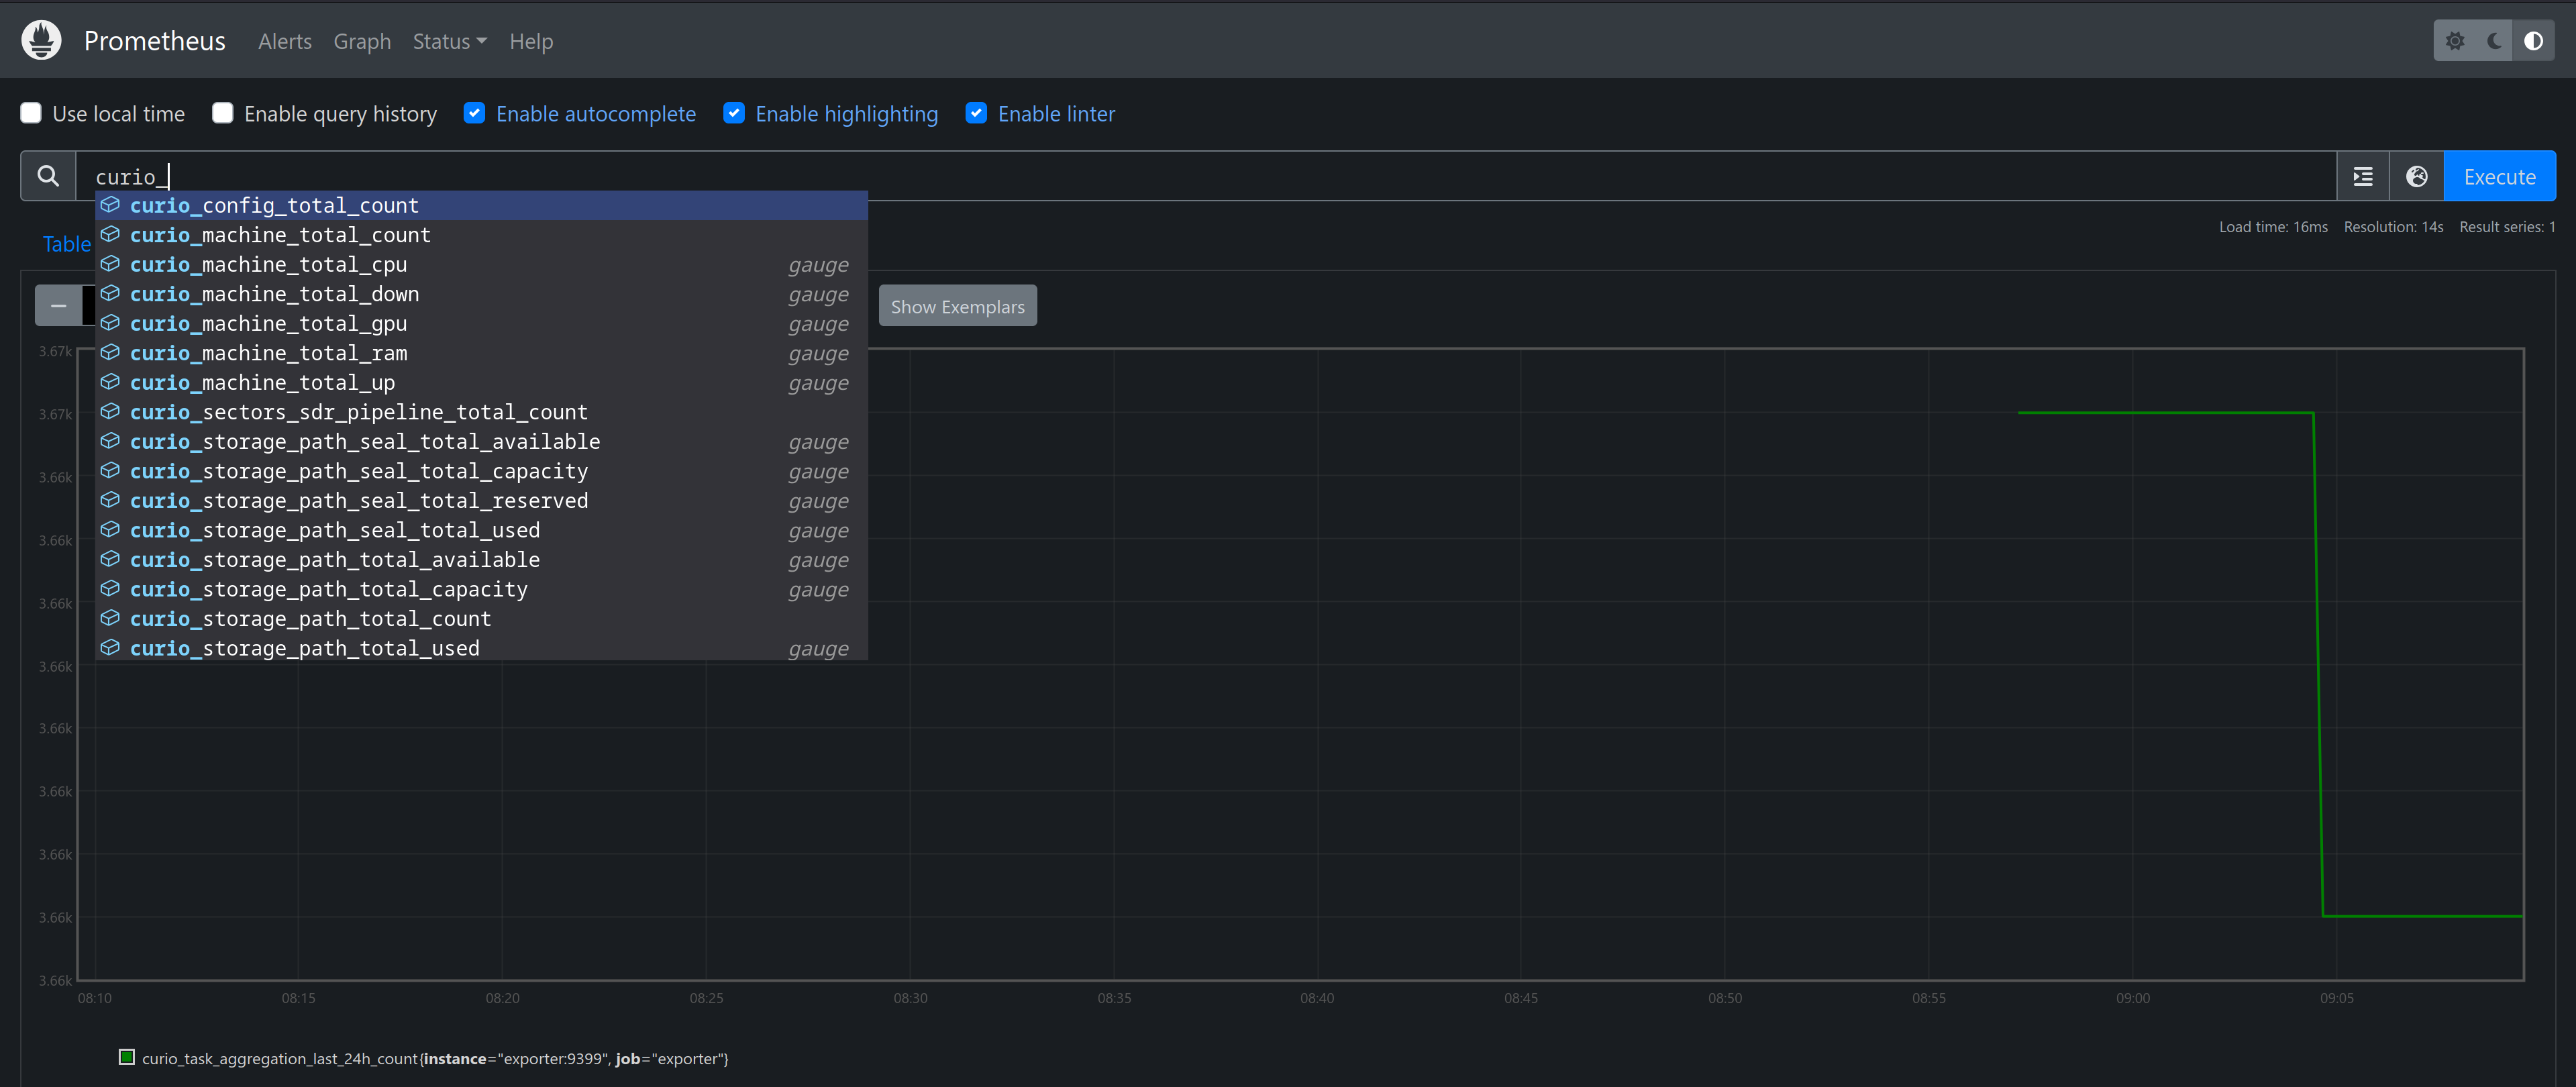 Prometheus Alerts Graph Status Help
Use local time Enable query history Enable autocomplete Enable highlighting Enable linter
curio_ Execute
curio_config_total_count
curio_machine_total_count
curio_machine_total_cpu gauge
curio_machine_total_down gauge
curio_machine_total_gpu gauge
curio_machine_total_ram gauge
curio_machine_total_up gauge
curio_sectors_sdr_pipeline_total_count
curio_storage_path_seal_total_available gauge
curio_storage_path_seal_total_capacity gauge
curio_storage_path_seal_total_reserved gauge
curio_storage_path_seal_total_used gauge
curio_storage_path_total_available gauge
curio_storage_path_total_capacity gauge
curio_storage_path_total_count
curio_storage_path_total_used gauge
Load time: 16ms Resolution: 14s Result series: 1
Table
Show Exemplars
3.67k
3.67k
3.66k
3.66k
3.66k
3.66k
3.66k
3.66k
3.66k
3.66k
3.66k
08:10 08:15 08:20 08:25 08:30 08:35 08:40 08:45 08:50 08:55 09:00 09:05
curio_task_aggregation_last_24h_count{instance="exporter:9399", job="exporter"}